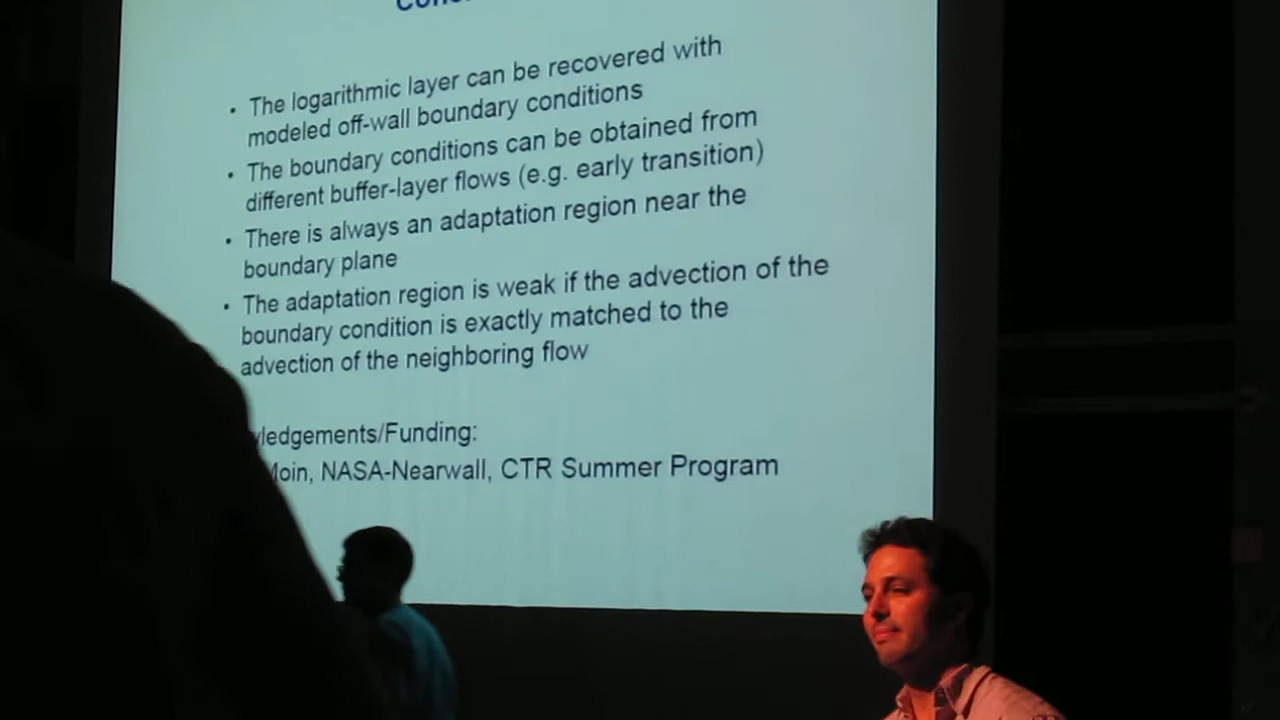 • The logarithmic layer can be recovered with
modeled off-wall boundary conditions
• The boundary conditions can be obtained from
different buffer-layer flows (e.g. early transition)
• There is always an adaptation region near the
boundary plane
• The adaptation region is weak if the advection of the
boundary condition is exactly matched to the
advection of the neighboring flow
ledgements/Funding:
Moin, NASA-Nearwall, CTR Summer Program